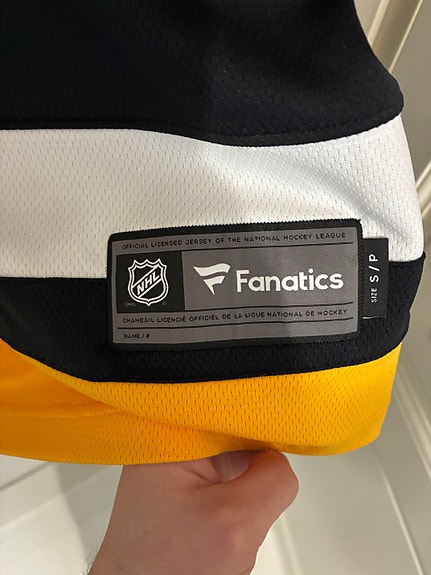 OFFICIAL LICENSED JERSEY OF THE NATIONAL HOCKEY LEAGUE
NHL
Fanatics
SIZE S/P
CHANDAIL LICENCIÉ OFFICIEL DE LA LIGUE NATIONAL DE HOCKEY
NAME / #